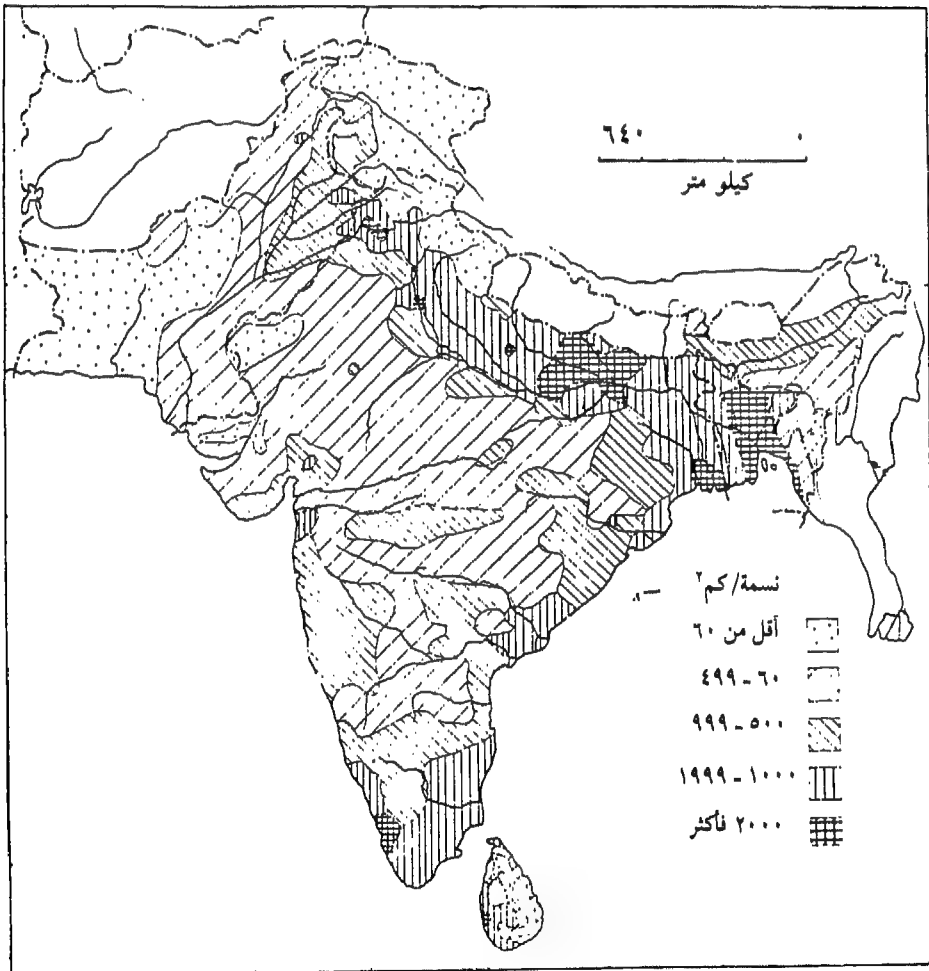 ٦٤٠ ٠
كيلو متر
نسمة/كم٢
أقل من ٦٠
٦٠ - ٤٩٩
٥٠٠ - ٩٩٩
١٠٠٠ - ١٩٩٩
٢٠٠٠ فأكثر